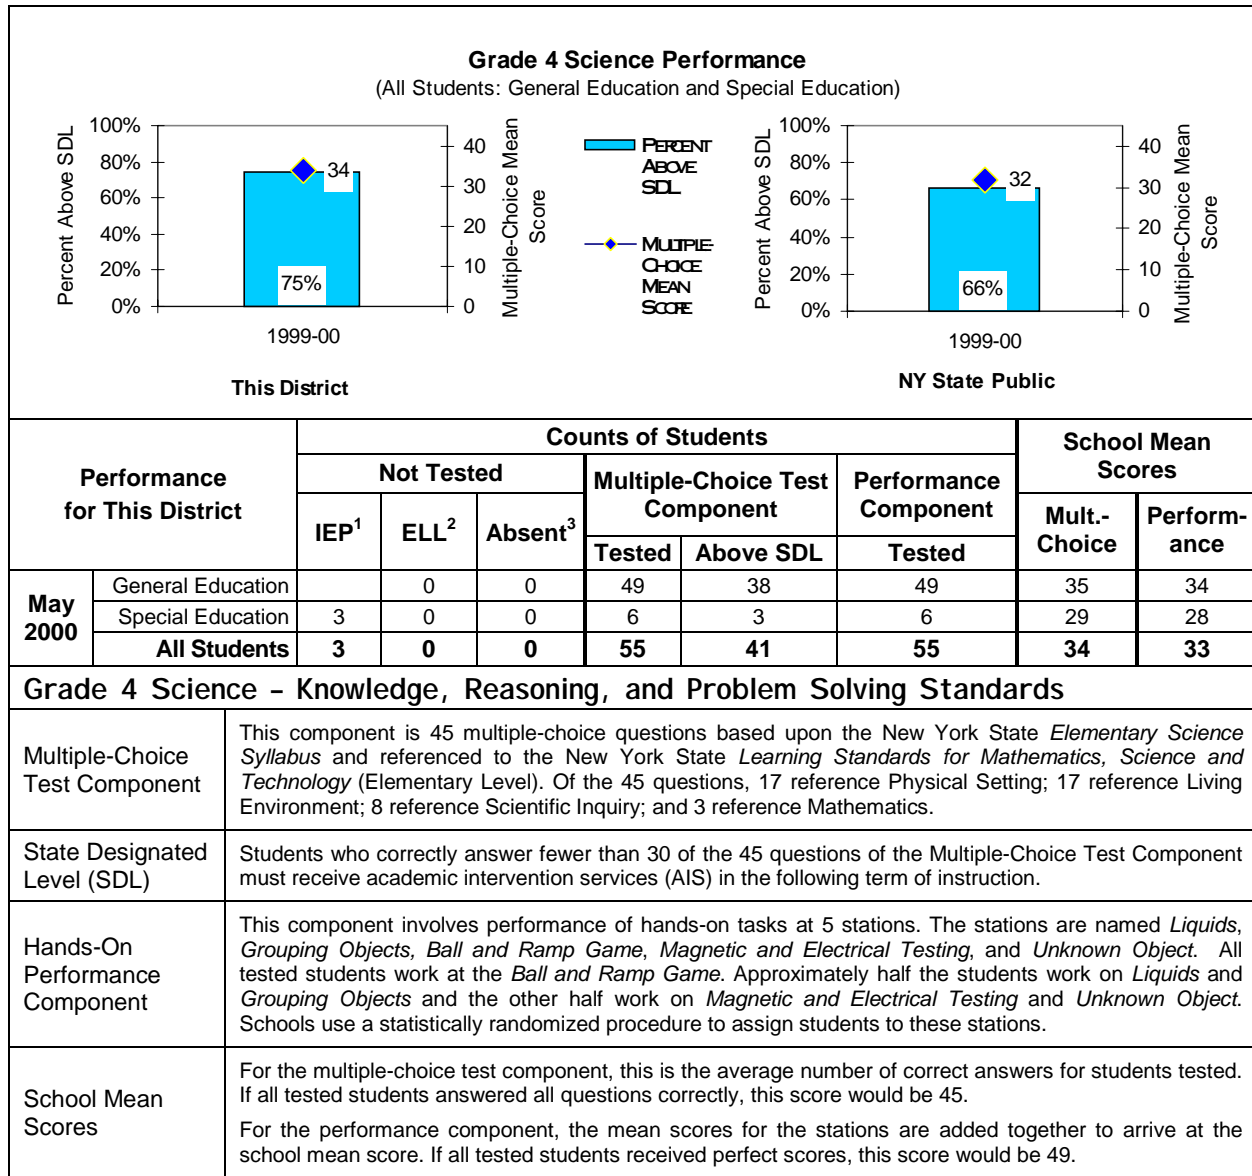 Grade 4 Science Performance
(All Students: General Education and Special Education)
Percent Above SDL
100%
80%
60%
40%
20%
0%
34
75%
1999-00
40
30
20
10
0
Multiple-Choice Mean Score
This District
PERCENT ABOVE SDL
MULTIPLE-CHOICE MEAN SCORE
Percent Above SDL
100%
80%
60%
40%
20%
0%
32
66%
1999-00
40
30
20
10
0
Multiple-Choice Mean Score
NY State Public
Performance for This District
Counts of Students
School Mean Scores
Not Tested
Multiple-Choice Test Component
Performance Component
Mult.-Choice
Perform-ance
IEP1 ELL2 Absent3 Tested Above SDL Tested
May 2000
General Education 0 0 49 38 49 35 34
Special Education 3 0 0 6 3 6 29 28
All Students 3 0 0 55 41 55 34 33
Grade 4 Science – Knowledge, Reasoning, and Problem Solving Standards
Multiple-Choice
Test Component
This component is 45 multiple-choice questions based upon the New York State Elementary Science
Syllabus and referenced to the New York State Learning Standards for Mathematics, Science and
Technology (Elementary Level). Of the 45 questions, 17 reference Physical Setting; 17 reference Living
Environment; 8 reference Scientific Inquiry; and 3 reference Mathematics.
State Designated
Level (SDL)
Students who correctly answer fewer than 30 of the 45 questions of the Multiple-Choice Test Component
must receive academic intervention services (AIS) in the following term of instruction.
Hands-On
Performance
Component
This component involves performance of hands-on tasks at 5 stations. The stations are named Liquids,
Grouping Objects, Ball and Ramp Game, Magnetic and Electrical Testing, and Unknown Object. All
tested students work at the Ball and Ramp Game. Approximately half the students work on Liquids and
Grouping Objects and the other half work on Magnetic and Electrical Testing and Unknown Object.
Schools use a statistically randomized procedure to assign students to these stations.
School Mean
Scores
For the multiple-choice test component, this is the average number of correct answers for students tested.
If all tested students answered all questions correctly, this score would be 45.
For the performance component, the mean scores for the stations are added together to arrive at the
school mean score. If all tested students received perfect scores, this score would be 49.